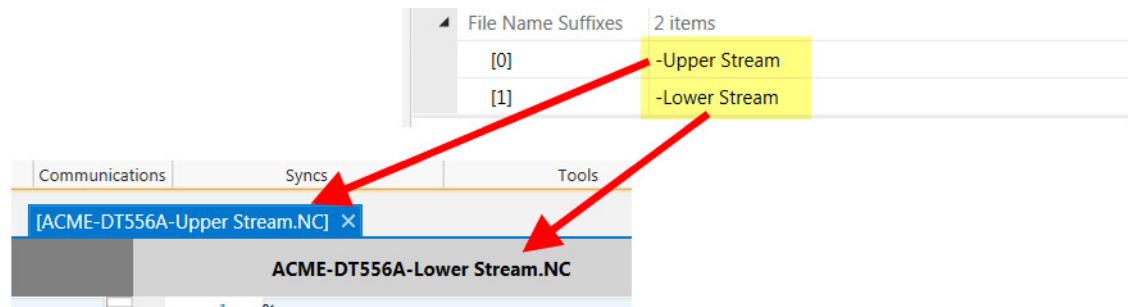 File Name Suffixes 2 items
[0] -Upper Stream
[1] -Lower Stream
Communications Syncs Tools
[ACME-DT556A-Upper Stream.NC] ×
ACME-DT556A-Lower Stream.NC